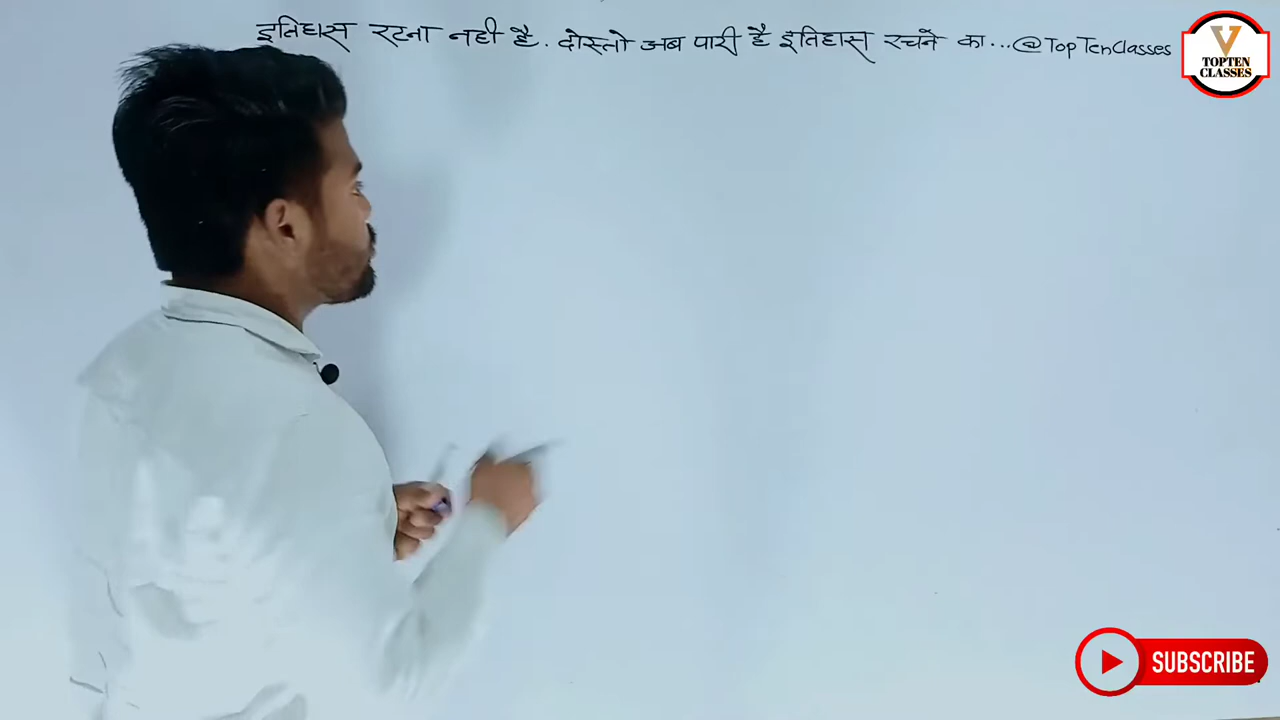 इतिहास रटना नही है. दोस्तो अब पारी है इतिहास रचने का...@TopTenClasses
V
TOPTEN
CLASSES
SUBSCRIBE